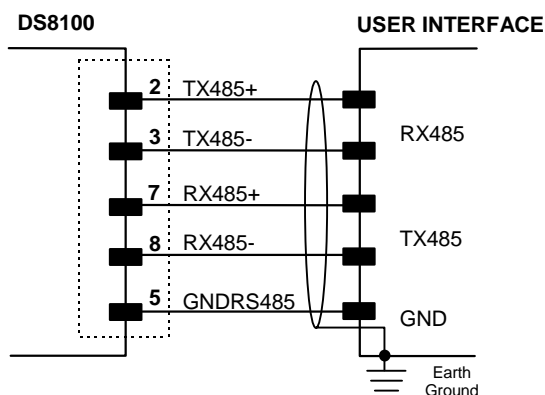 DS8100 USER INTERFACE
2 TX485+
3 TX485-
RX485
7 RX485+
8 RX485-
TX485
5 GNDRS485
GND
Earth
Ground